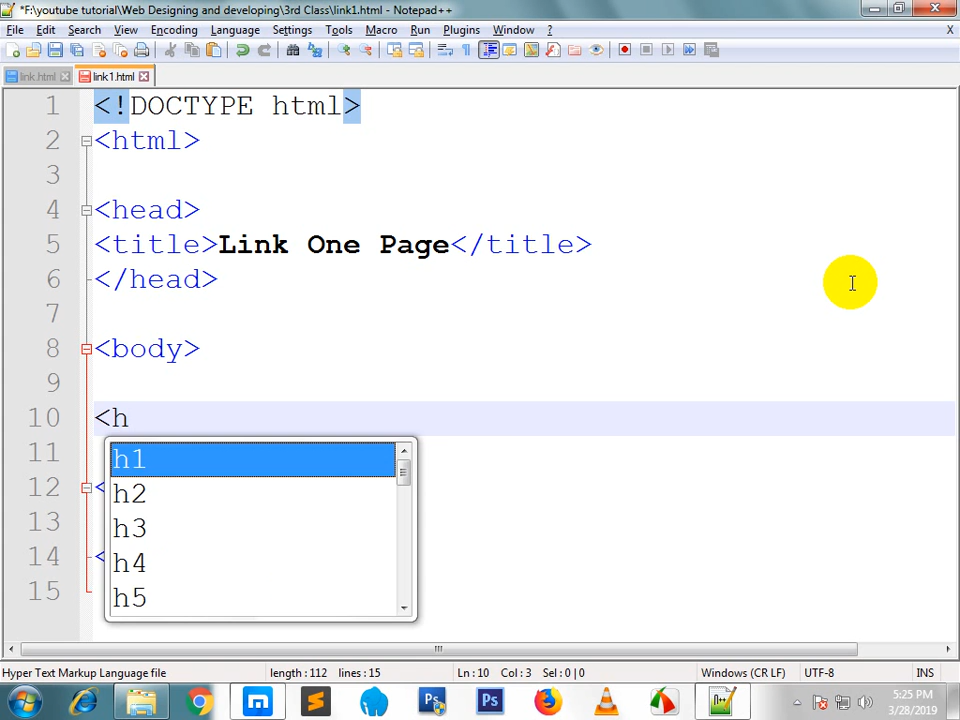 *F:\youtube tutorial\Web Designing and developing\3rd Class\link1.html - Notepad++
File Edit Search View Encoding Language Settings Tools Macro Run Plugins Window ? X
link.html link1.html
1 <!DOCTYPE html>
2 <html>
3
4 <head>
5 <title>Link One Page</title>
6 </head>
7
8 <body>
9
10 <h
11
12 <
13
14 <
15
h1
h2
h3
h4
h5
Hyper Text Markup Language file length : 112 lines : 15 Ln : 10 Col : 3 Sel : 0 | 0 Windows (CR LF) UTF-8 INS
Ps Ps 5:25 PM
3/28/2019